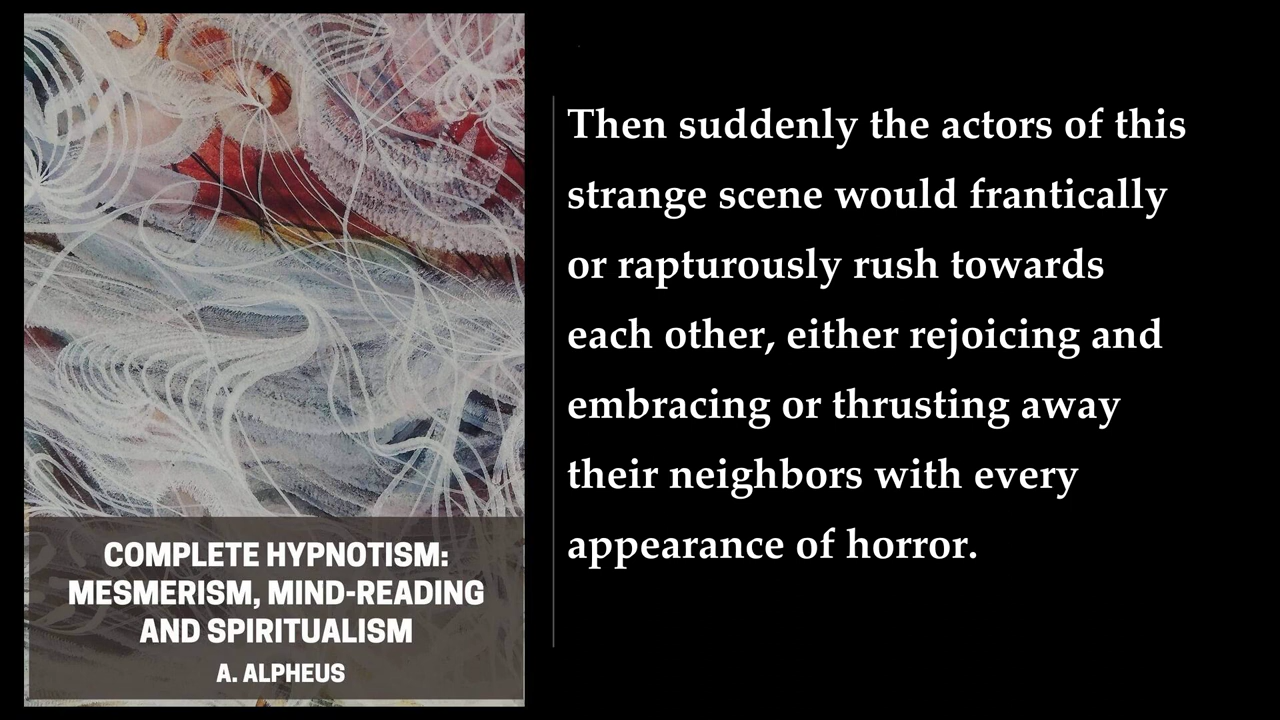 COMPLETE HYPNOTISM:
MESMERISM, MIND-READING
AND SPIRITUALISM
A. ALPHEUS
Then suddenly the actors of this
strange scene would frantically
or rapturously rush towards
each other, either rejoicing and
embracing or thrusting away
their neighbors with every
appearance of horror.